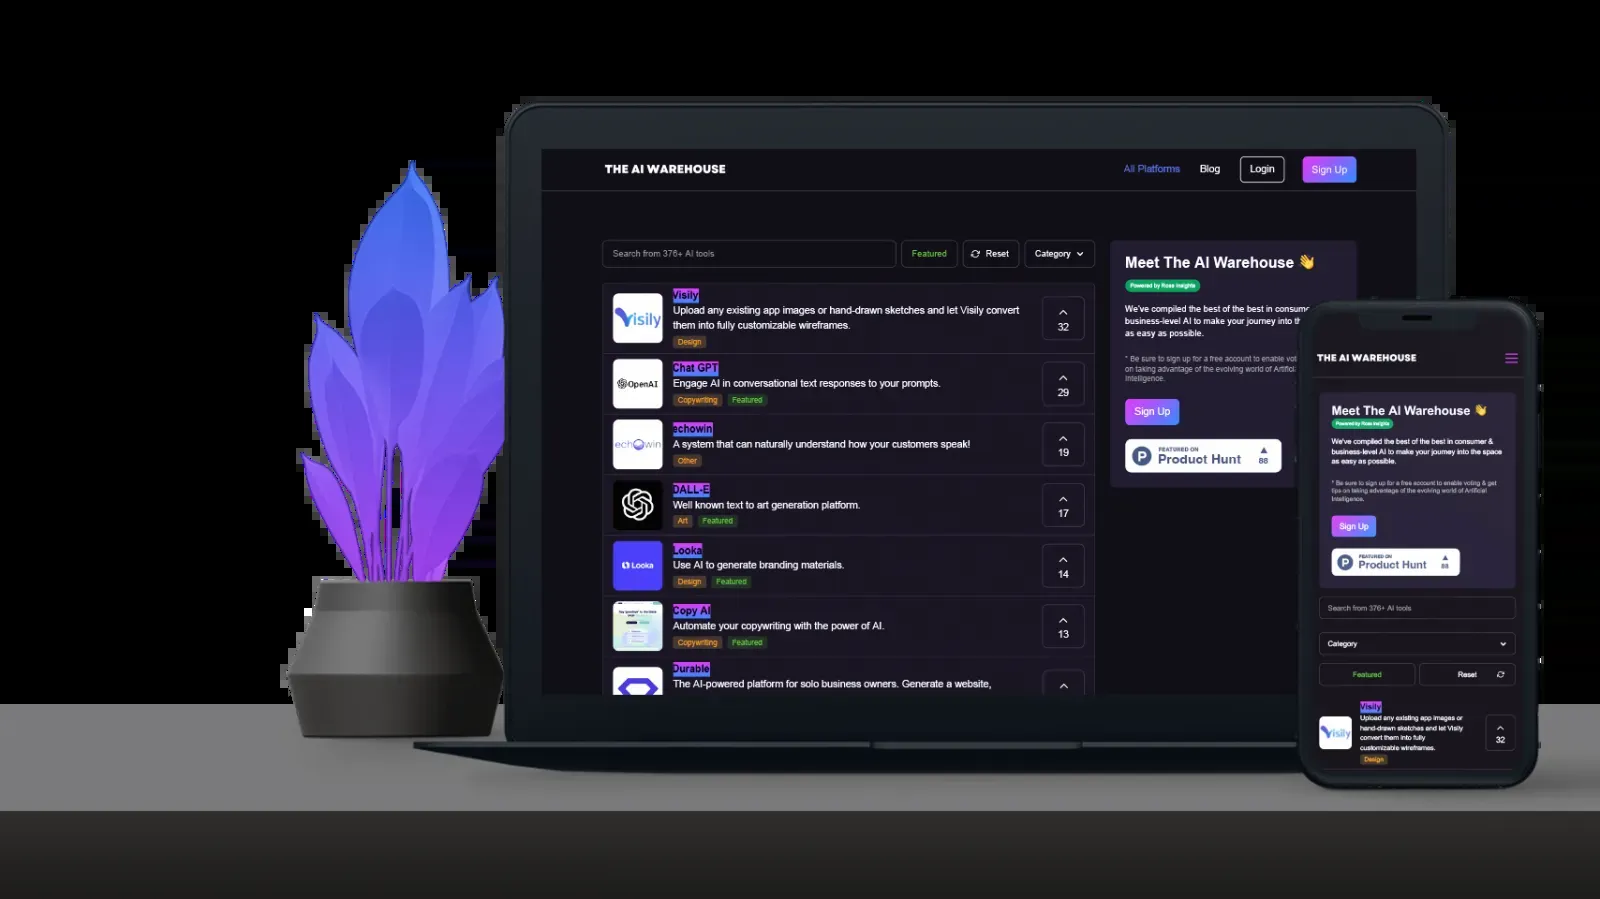 THE AI WAREHOUSE
All Platforms
Blog
Login
Sign Up
Search from 376+ AI tools
Featured
Reset
Category
Visily
Visily
Upload any existing app images or hand-drawn sketches and let Visily convert
them into fully customizable wireframes.
Design
32
OpenAI
Chat GPT
Engage AI in conversational text responses to your prompts.
Copywriting
Featured
29
echowin
echowin
A system that can naturally understand how your customers speak!
Other
19
DALL-E
Well known text to art generation platform.
Art
Featured
17
Looka
Looka
Use AI to generate branding materials.
Design
Featured
14
Copy AI
Automate your copywriting with the power of AI.
Copywriting
Featured
13
Durable
The AI-powered platform for solo business owners. Generate a website,
Meet The AI Warehouse 👋
Powered by Rose Insights
We've compiled the best of the best in consume
business-level AI to make your journey into th
as easy as possible.
* Be sure to sign up for a free account to enable vot
on taking advantage of the evolving world of Artific
Intelligence.
Sign Up
P
FEATURED ON
Product Hunt
88
THE AI WAREHOUSE
Meet The AI Warehouse 👋
Powered by Rose Insights
We've compiled the best of the best in consumer &
business-level AI to make your journey into the space
as easy as possible.
* Be sure to sign up for a free account to enable voting & get
tips on taking advantage of the evolving world of Artificial
Intelligence.
Sign Up
P
FEATURED ON
Product Hunt
88
Search from 376+ AI tools
Category
Featured
Reset
Visily
Visily
Upload any existing app images or
hand-drawn sketches and let Visily
convert them into fully
customizable wireframes.
Design
32